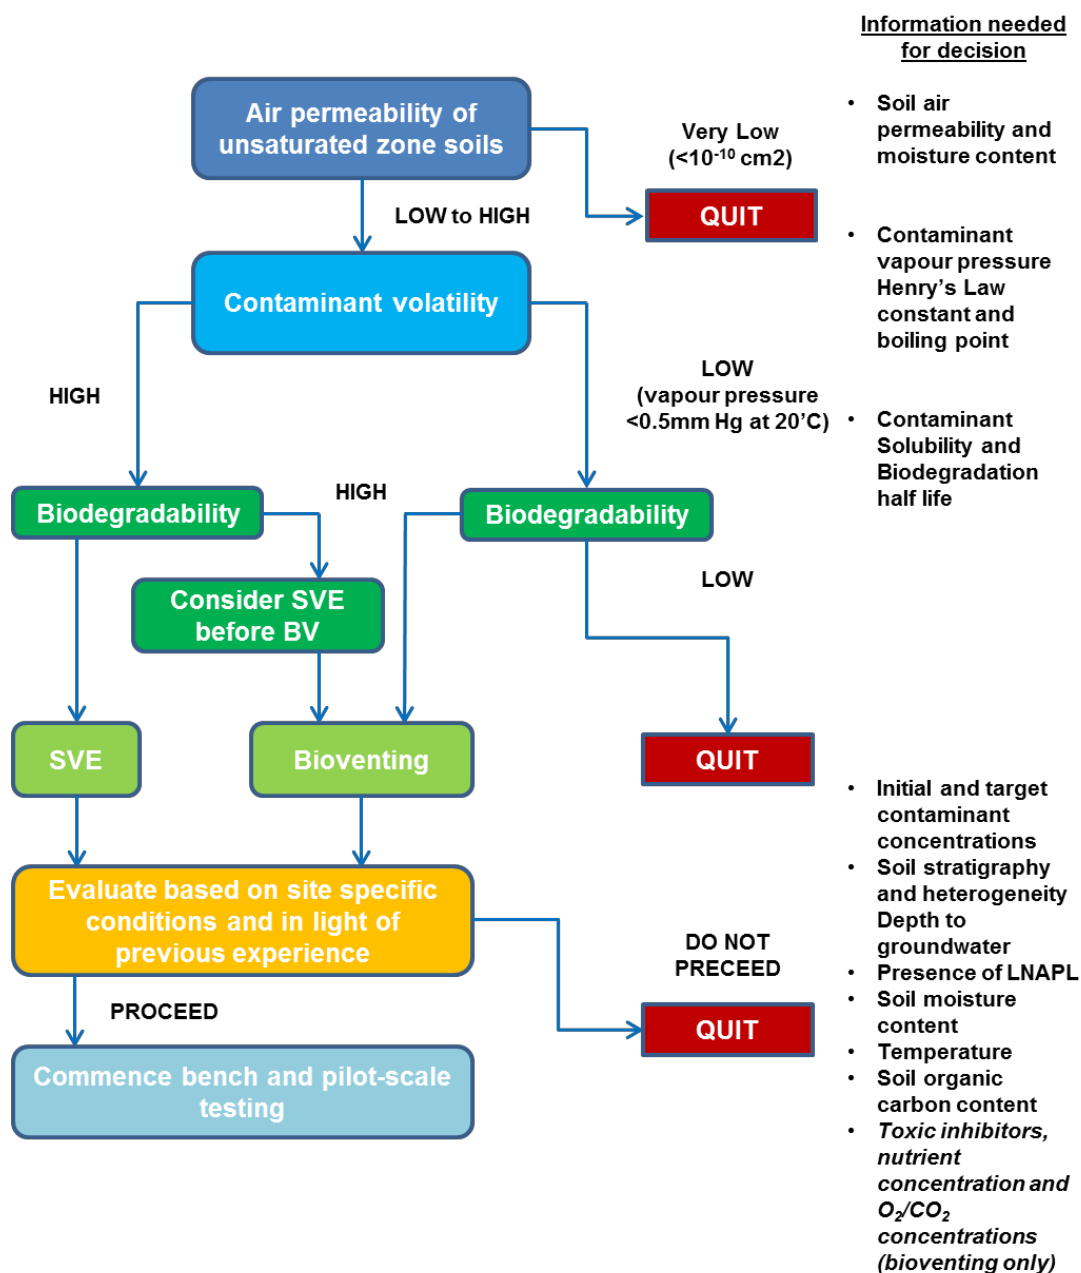 Information needed
for decision
Air permeability of
unsaturated zone soils
Very Low
(<10⁻¹⁰ cm2)
• Soil air
permeability and
moisture content
QUIT
LOW to HIGH
Contaminant volatility
• Contaminant
vapour pressure
Henry's Law
constant and
boiling point
HIGH
LOW
(vapour pressure
<0.5mm Hg at 20'C)
• Contaminant
Solubility and
Biodegradation
half life
Biodegradability
HIGH
Biodegradability
LOW
Consider SVE
before BV
SVE
Bioventing
QUIT
• Initial and target
contaminant
concentrations
• Soil stratigraphy
and heterogeneity
Depth to
groundwater
• Presence of LNAPL
• Soil moisture
content
• Temperature
• Soil organic
carbon content
• Toxic inhibitors,
nutrient
concentration and
O₂/CO₂
concentrations
(bioventing only)
Evaluate based on site specific
conditions and in light of
previous experience
DO NOT
PRECEED
QUIT
PROCEED
Commence bench and pilot-scale
testing